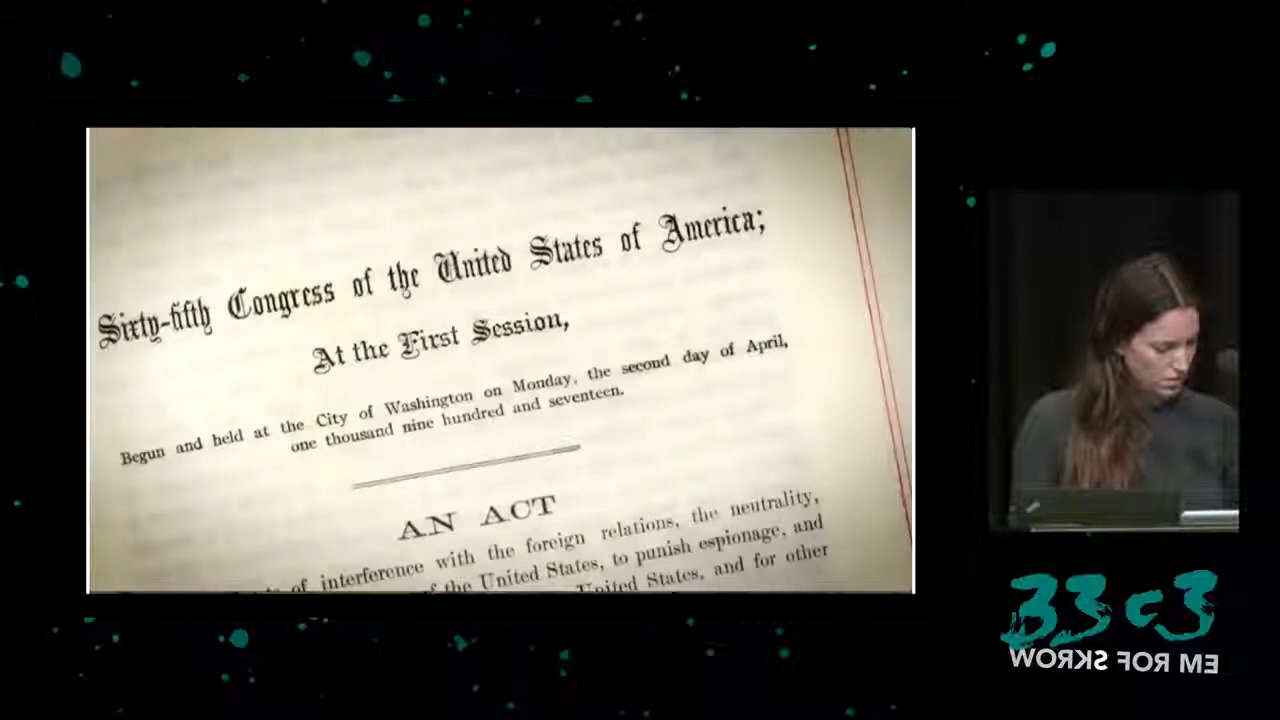 Sixty-fifth Congress of the United States of America;
At the First Session,
Begun and held at the City of Washington on Monday, the second day of April,
one thousand nine hundred and seventeen.
AN ACT
of interference with the foreign relations, the neutrality,
of the United States, to punish espionage, and
United States, and for other
33c3
WORKS FOR ME